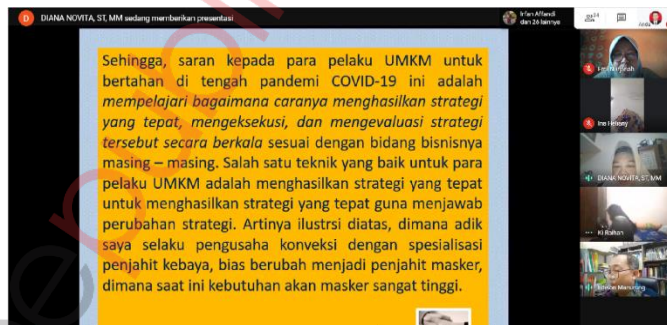 D DIANA NOVITA, ST, MM sedang memberikan presentasi
Irfan Affandi
dan 26 lainnya
Anda
Sehingga, saran kepada para pelaku UMKM untuk
bertahan di tengah pandemi COVID-19 ini adalah
mempelajari bagaimana caranya menghasilkan strategi
yang tepat, mengeksekusi, dan mengevaluasi strategi
tersebut secara berkala sesuai dengan bidang bisnisnya
masing – masing. Salah satu teknik yang baik untuk para
pelaku UMKM adalah menghasilkan strategi yang tepat
untuk menghasilkan strategi yang tepat guna menjawab
perubahan strategi. Artinya ilustrsi diatas, dimana adik
saya selaku pengusaha konveksi dengan spesialisasi
penjahit kebaya, bias berubah menjadi penjahit masker,
dimana saat ini kebutuhan akan masker sangat tinggi.
DIANA NOVITA, ST, MM
Ki Raihan